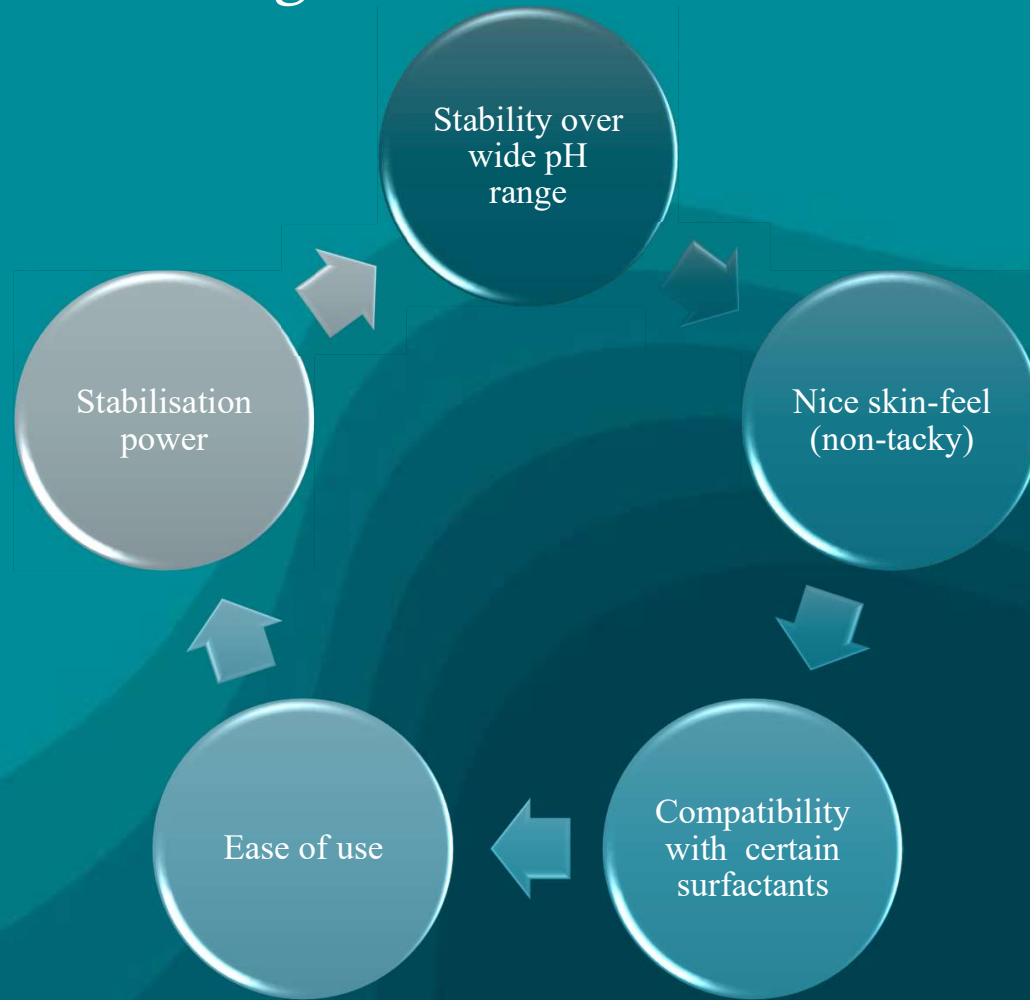 Stability over
wide pH
range
Nice skin-feel
(non-tacky)
Compatibility
with certain
surfactants
Ease of use
Stabilisation
power